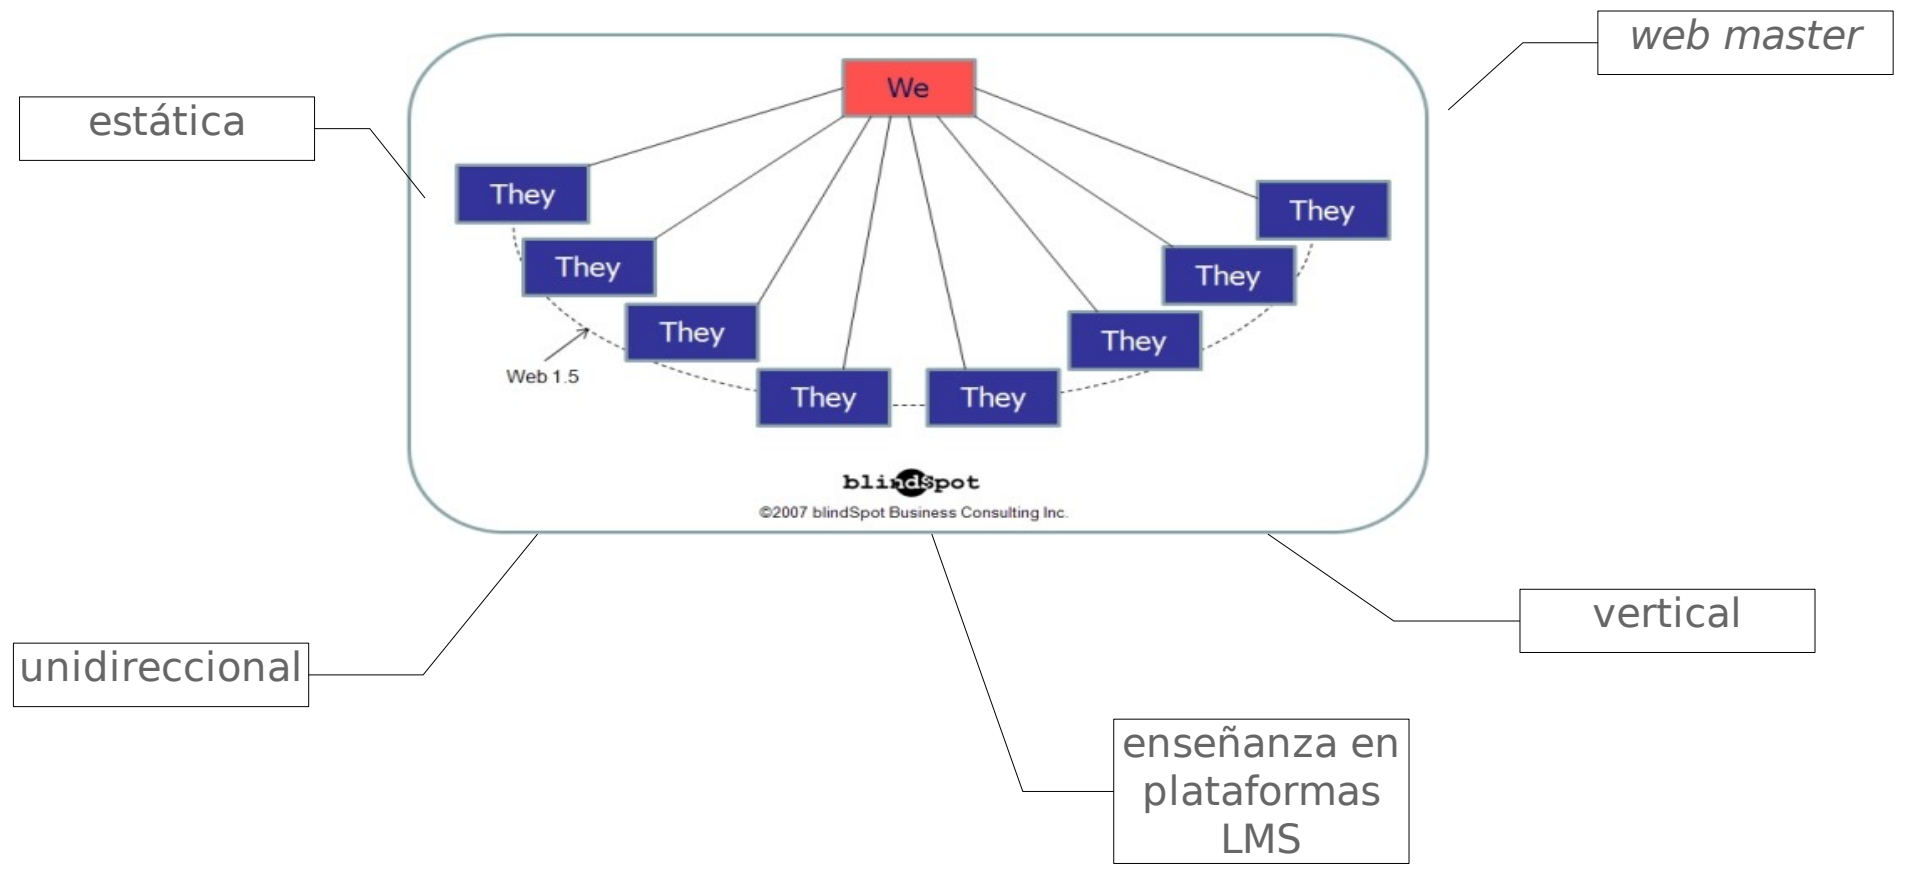 web master
estática
We
They
They
They
They
They
They
They
They
Web 1.5
blindSpot
©2007 blindSpot Business Consulting Inc.
unidireccional
vertical
enseñanza en
plataformas
LMS